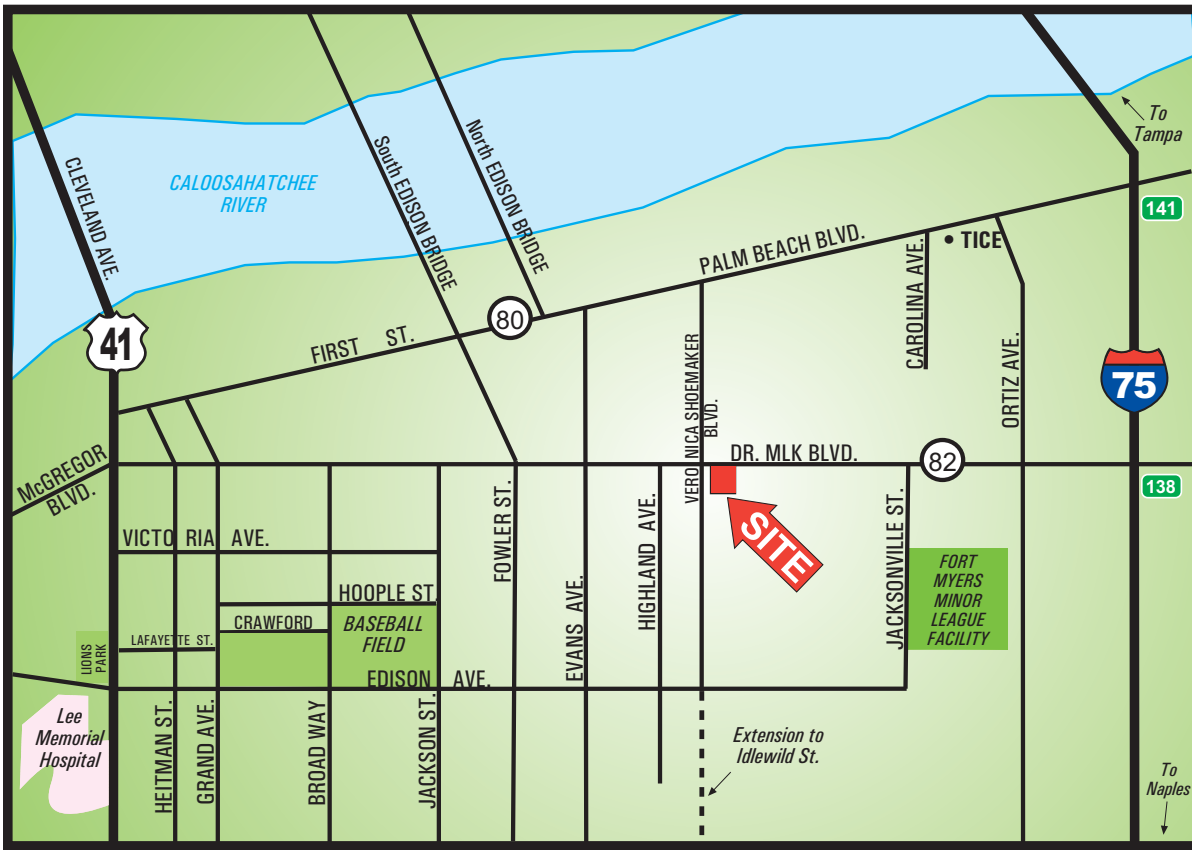 To
Tampa
CLEVELAND AVE.
CALOOSAHATCHEE
RIVER
South EDISON BRIDGE
North EDISON BRIDGE
141
PALM BEACH BLVD.
• TICE
CAROLINA AVE.
80
41
FIRST ST.
VERONICA SHOEMAKER
BLVD.
ORTIZ AVE.
75
McGREGOR
BLVD.
DR. MLK BLVD.
82
138
SITE
VICTORIA AVE.
FOWLER ST.
EVANS AVE.
HIGHLAND AVE.
JACKSONVILLE ST.
FORT
MYERS
MINOR
LEAGUE
FACILITY
HOOPLE ST.
CRAWFORD
BASEBALL
FIELD
LAFAYETTE ST.
LIONS
PARK
EDISON AVE.
Lee
Memorial
Hospital
HEITMAN ST.
GRAND AVE.
BROAD WAY
JACKSON ST.
Extension to
Idlewild St.
To
Naples